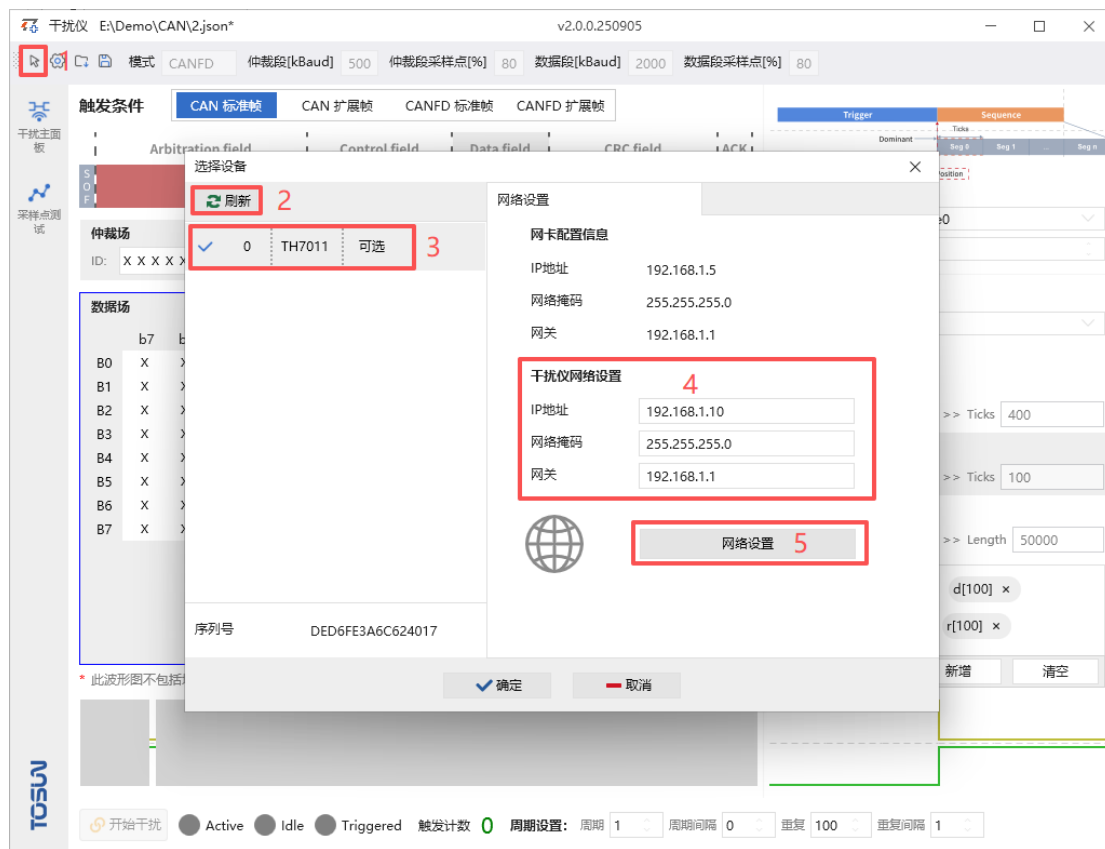 干扰仪 E:\Demo\CAN\2.json* v2.0.0.250905
1 模式 CANFD 仲裁段[kBaud] 500 仲裁段采样点[%] 80 数据段[kBaud] 2000 数据段采样点[%] 80
干扰主面板
采样点测试
触发条件 CAN 标准帧 CAN 扩展帧 CANFD 标准帧 CANFD 扩展帧
Trigger Sequence
Ticks
Dominant Seg 0 Seg 1 ... Seg n
Arbitration field Control field Data field CRC field ACK
SOF
仲裁场
ID: X X X X X
数据场
b7
B0 X
B1 X
B2 X
B3 X
B4 X
B5 X
B6 X
B7 X
选择设备
刷新 2
0 TH7011 可选 3
序列号 DED6FE3A6C624017
网络设置
网卡配置信息
IP地址 192.168.1.5
网络掩码 255.255.255.0
网关 192.168.1.1
干扰仪网络设置 4
IP地址 192.168.1.10
网络掩码 255.255.255.0
网关 192.168.1.1
网络设置 5
确定 取消
>> Ticks 400
>> Ticks 100
>> Length 50000
d[100] ×
r[100] ×
新增 清空
* 此波形图不包括
TOSUN
开始干扰 Active Idle Triggered 触发计数 0 周期设置: 周期 1 周期间隔 0 重复 100 重复间隔 1